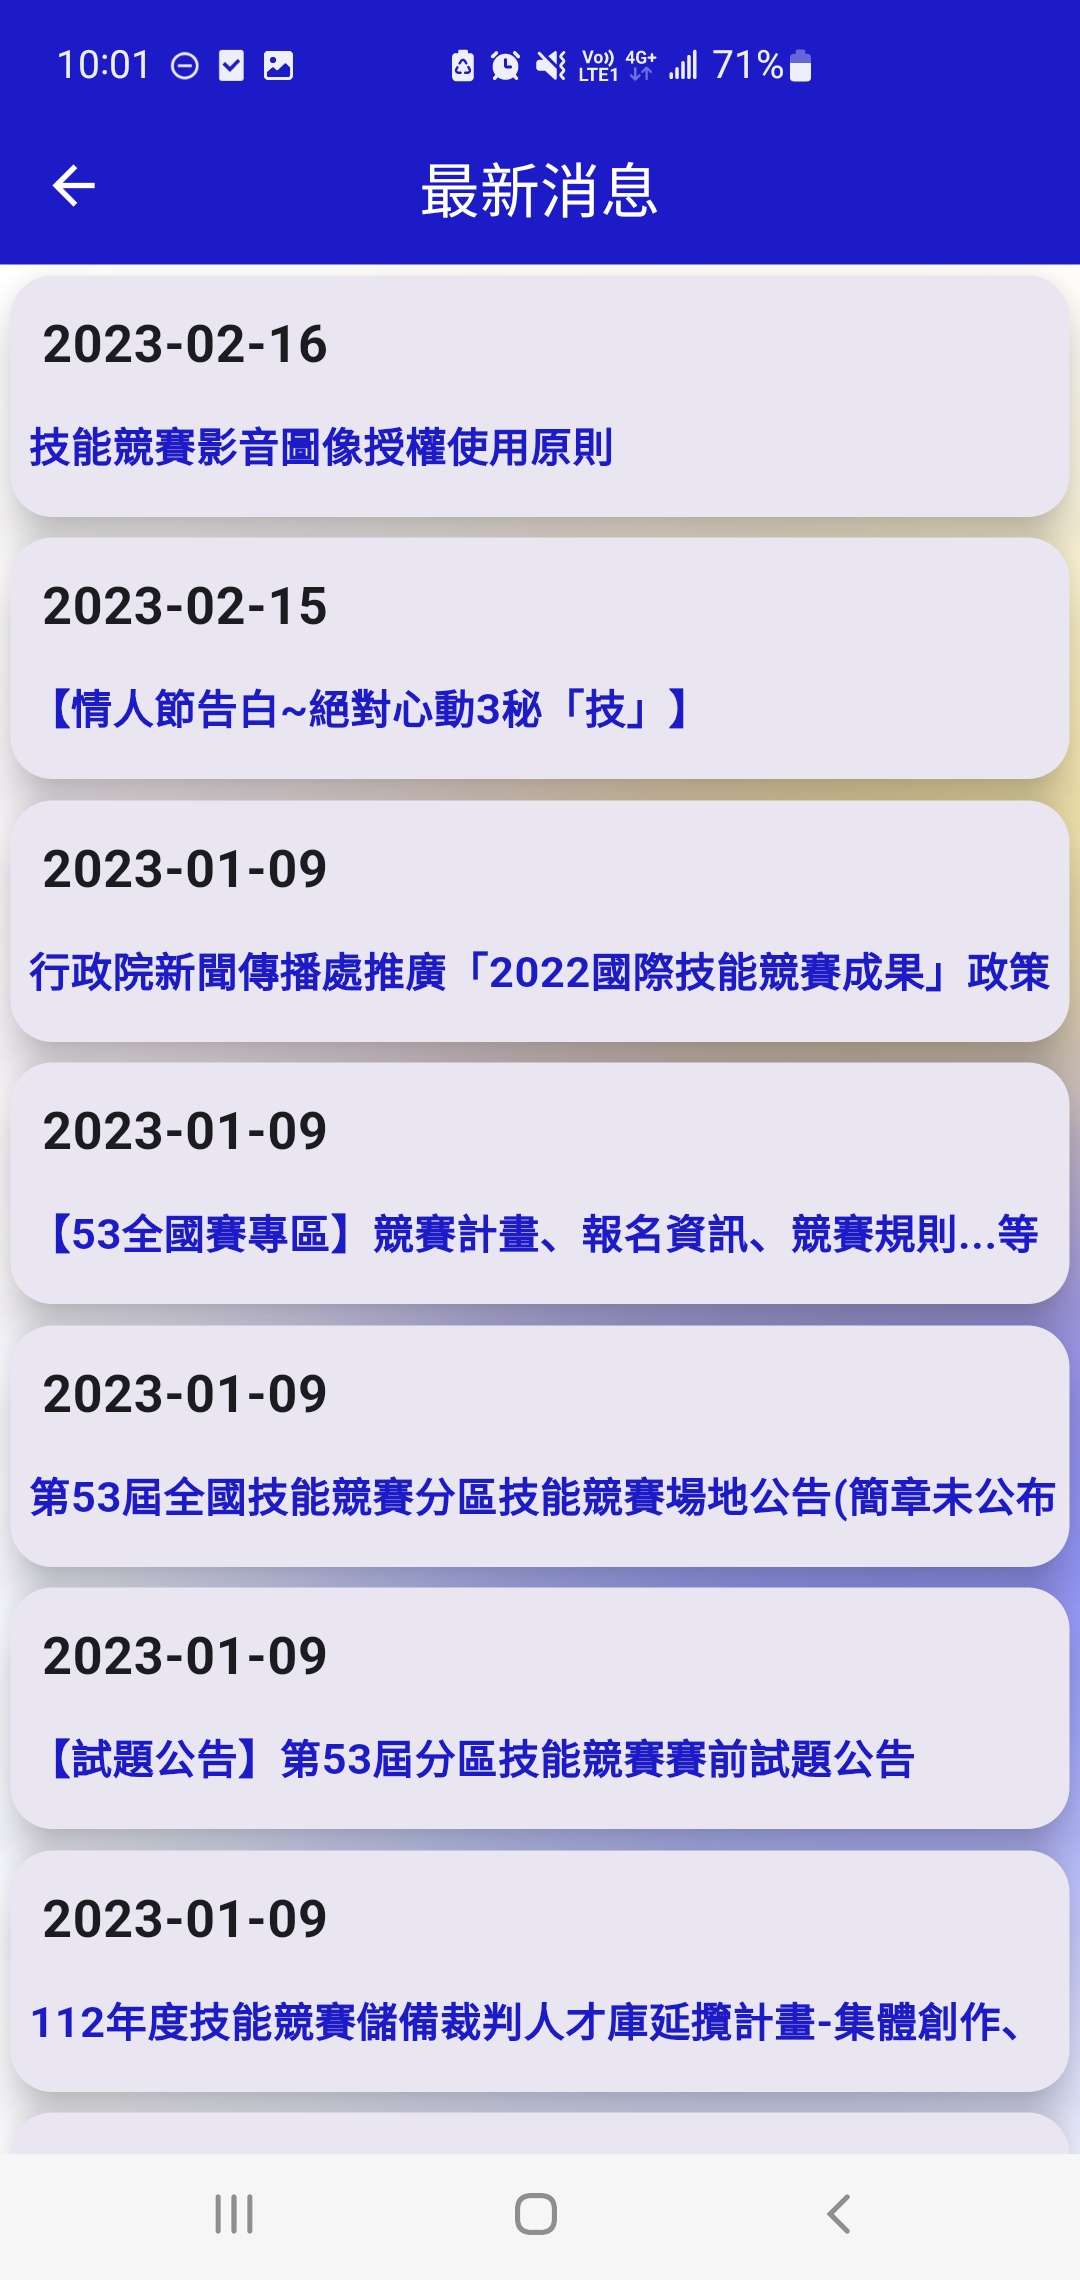 10:01 Vo)) LTE1 4G+ 71%
最新消息
2023-02-16
技能競賽影音圖像授權使用原則
2023-02-15
【情人節告白~絕對心動3秘「技」】
2023-01-09
行政院新聞傳播處推廣「2022國際技能競賽成果」政策
2023-01-09
【53全國賽專區】競賽計畫、報名資訊、競賽規則...等
2023-01-09
第53屆全國技能競賽分區技能競賽場地公告(簡章未公布
2023-01-09
【試題公告】第53屆分區技能競賽賽前試題公告
2023-01-09
112年度技能競賽儲備裁判人才庫延攬計畫-集體創作、